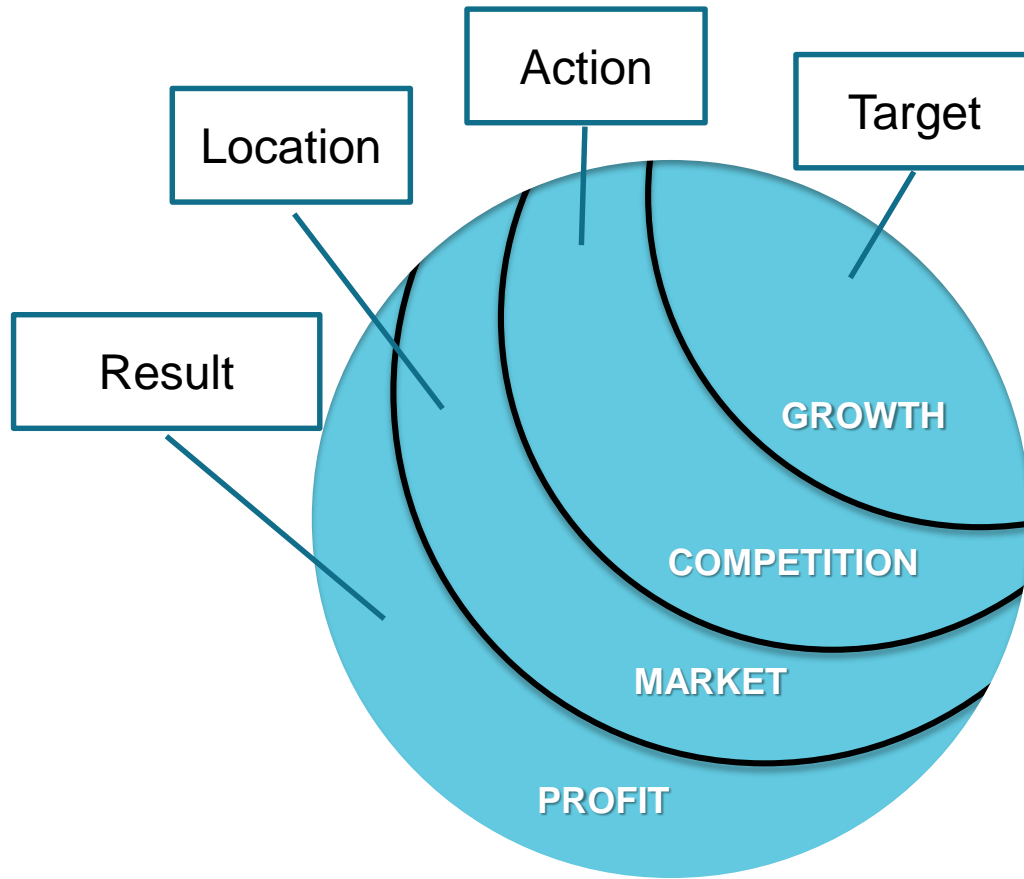 Action
Target
Location
Result
GROWTH
COMPETITION
MARKET
PROFIT